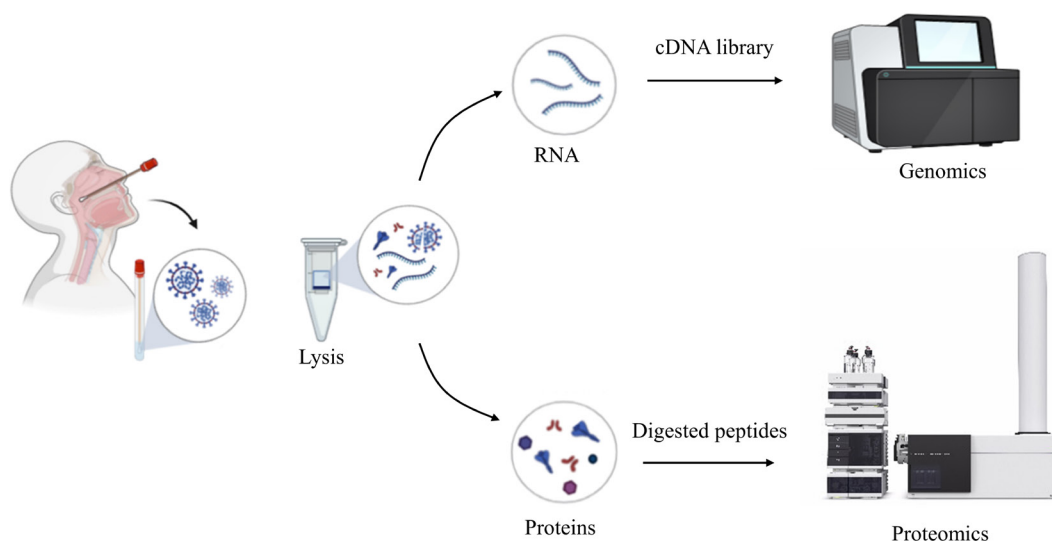 cDNA library
RNA
Genomics
Lysis
Digested peptides
Proteins
Proteomics